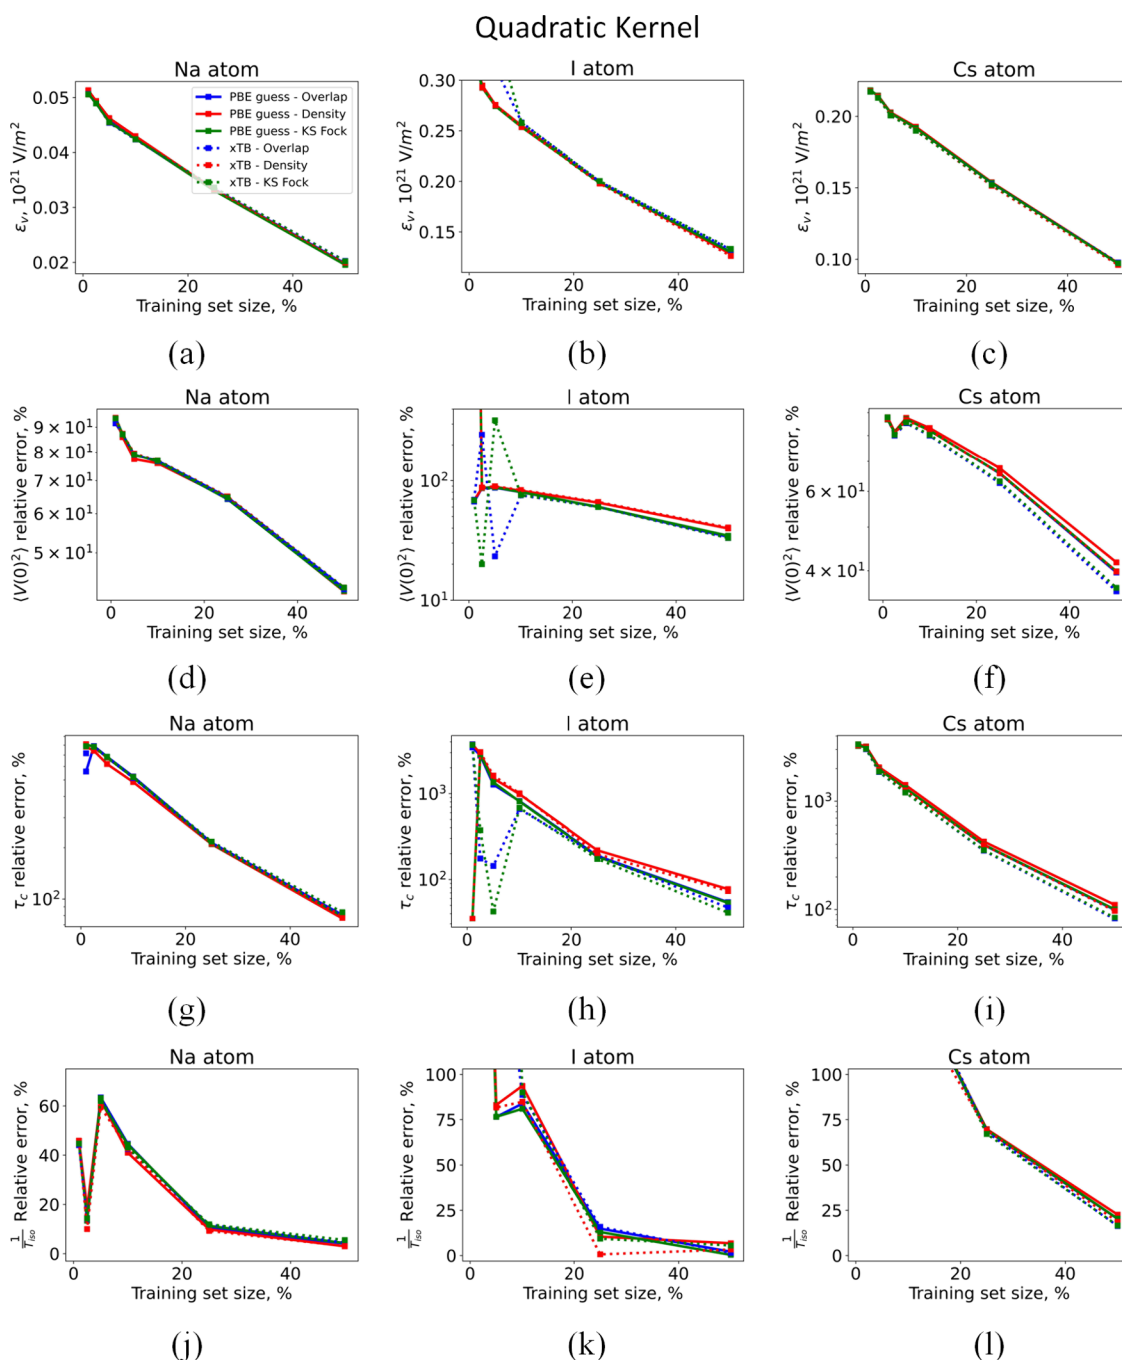 Quadratic Kernel
Na atom
I atom
Cs atom
0.05
0.04
0.03
0.02
ε_v, 10²¹ V/m²
PBE guess - Overlap
PBE guess - Density
PBE guess - KS Fock
xTB - Overlap
xTB - Density
xTB - KS Fock
0 20 40
Training set size, %
0.30
0.25
0.20
0.15
ε_v, 10²¹ V/m²
0 20 40
Training set size, %
0.20
0.15
0.10
ε_v, 10²¹ V/m²
0 20 40
Training set size, %
(a)
(b)
(c)
Na atom
I atom
Cs atom
9 × 10¹
8 × 10¹
7 × 10¹
6 × 10¹
5 × 10¹
⟨V(0)²⟩ relative error, %
0 20 40
Training set size, %
10²
10¹
⟨V(0)²⟩ relative error, %
0 20 40
Training set size, %
6 × 10¹
4 × 10¹
⟨V(0)²⟩ relative error, %
0 20 40
Training set size, %
(d)
(e)
(f)
Na atom
I atom
Cs atom
10²
τ_c relative error, %
0 20 40
Training set size, %
10³
10²
τ_c relative error, %
0 20 40
Training set size, %
10³
10²
τ_c relative error, %
0 20 40
Training set size, %
(g)
(h)
(i)
Na atom
I atom
Cs atom
60
40
20
0
1/T_iso Relative error, %
0 20 40
Training set size, %
100
75
50
25
0
1/T_iso Relative error, %
0 20 40
Training set size, %
100
75
50
25
0
1/T_iso Relative error, %
0 20 40
Training set size, %
(j)
(k)
(l)